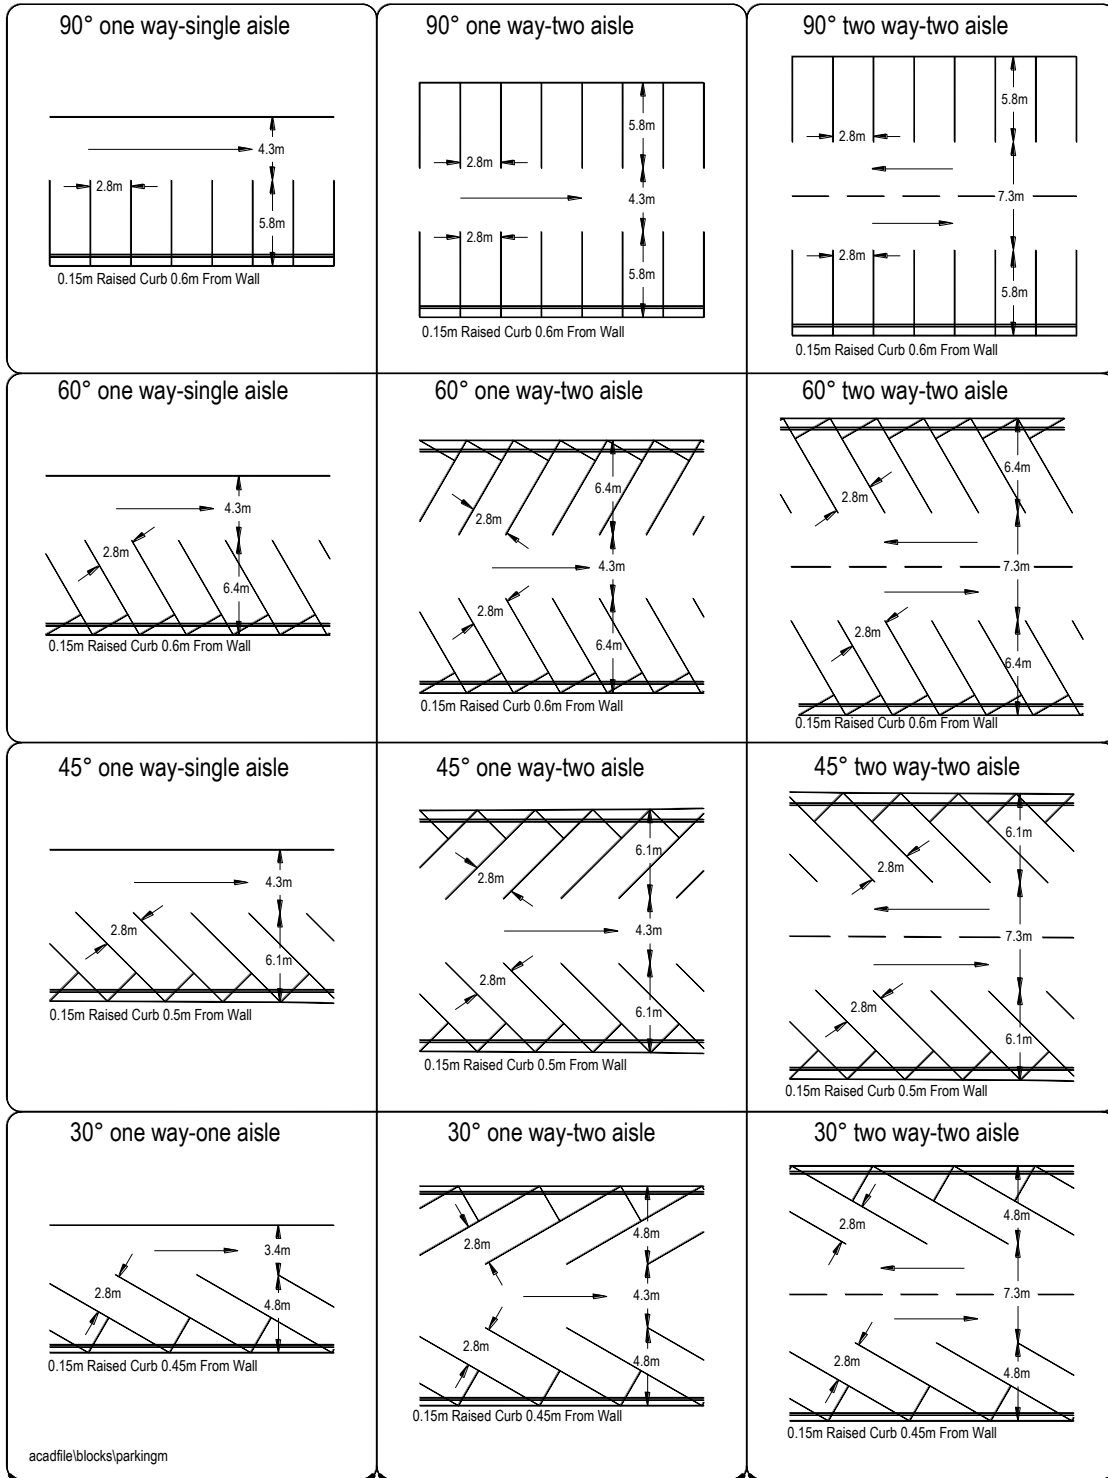 90° one way-single aisle
4.3m
2.8m
5.8m
0.15m Raised Curb 0.6m From Wall
90° one way-two aisle
5.8m
2.8m
4.3m
2.8m
5.8m
0.15m Raised Curb 0.6m From Wall
90° two way-two aisle
5.8m
2.8m
7.3m
2.8m
5.8m
0.15m Raised Curb 0.6m From Wall
60° one way-single aisle
4.3m
2.8m
6.4m
0.15m Raised Curb 0.6m From Wall
60° one way-two aisle
6.4m
2.8m
4.3m
2.8m
6.4m
0.15m Raised Curb 0.6m From Wall
60° two way-two aisle
6.4m
2.8m
7.3m
2.8m
6.4m
0.15m Raised Curb 0.6m From Wall
45° one way-single aisle
4.3m
2.8m
6.1m
0.15m Raised Curb 0.5m From Wall
45° one way-two aisle
6.1m
2.8m
4.3m
2.8m
6.1m
0.15m Raised Curb 0.5m From Wall
45° two way-two aisle
6.1m
2.8m
7.3m
2.8m
6.1m
0.15m Raised Curb 0.5m From Wall
30° one way-one aisle
3.4m
2.8m
4.8m
0.15m Raised Curb 0.45m From Wall
acadfile\blocks\parkingm
30° one way-two aisle
4.8m
2.8m
4.3m
2.8m
4.8m
0.15m Raised Curb 0.45m From Wall
30° two way-two aisle
4.8m
2.8m
7.3m
2.8m
4.8m
0.15m Raised Curb 0.45m From Wall